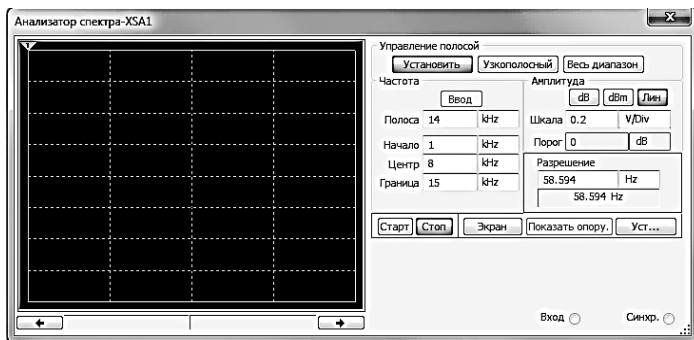 Анализатор спектра-XSA1
X
1
Управление полосой
Установить Узкополосный Весь диапазон
Частота
Ввод
Полоса 14 kHz
Начало 1 kHz
Центр 8 kHz
Граница 15 kHz
Амплитуда
dB dBm Лин
Шкала 0.2 V/Div
Порог 0 dB
Разрешение
58.594 Hz
58.594 Hz
Старт Стоп Экран Показать опору. Уст...
Вход Синхр.